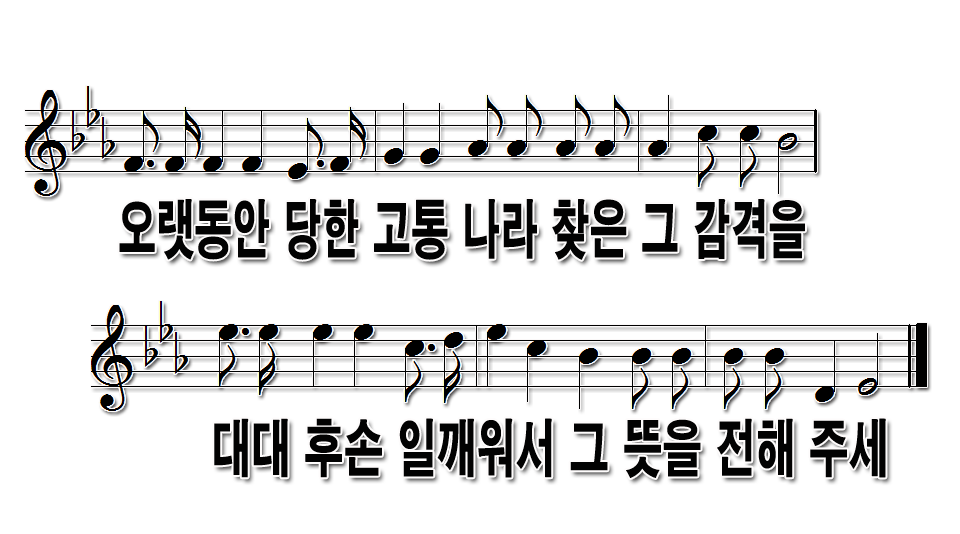 오랫동안 당한 고통 나라 찾은 그 감격을
대대 후손 일깨워서 그 뜻을 전해 주세